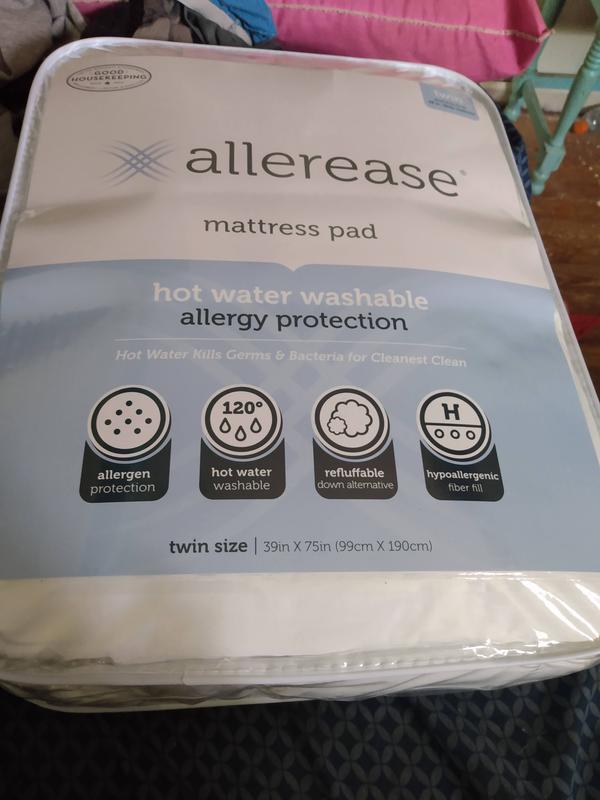 GOOD
HOUSEKEEPING
twin
allerease®
mattress pad
hot water washable
allergy protection
Hot Water Kills Germs & Bacteria for Cleanest Clean
120°
H
allergen
protection
hot water
washable
refluffable
down alternative
hypoallergenic
fiber fill
twin size | 39in X 75in (99cm X 190cm)